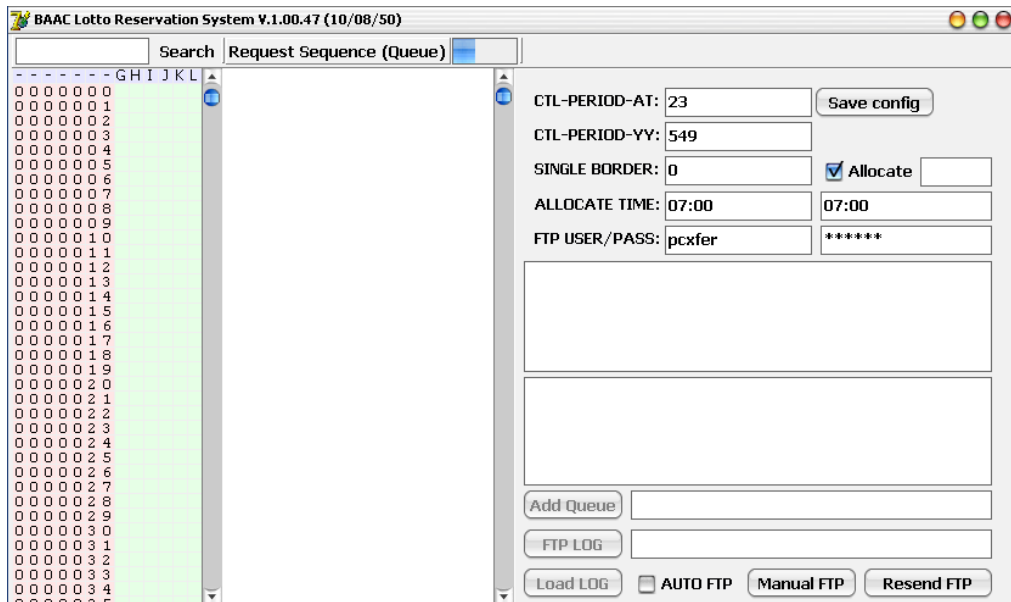 BAAC Lotto Reservation System V.1.00.47 (10/08/50)
Search Request Sequence (Queue)
- - - - - - - G H I J K L
0 0 0 0 0 0 0
0 0 0 0 0 0 1
0 0 0 0 0 0 2
0 0 0 0 0 0 3
0 0 0 0 0 0 4
0 0 0 0 0 0 5
0 0 0 0 0 0 6
0 0 0 0 0 0 7
0 0 0 0 0 0 8
0 0 0 0 0 0 9
0 0 0 0 0 1 0
0 0 0 0 0 1 1
0 0 0 0 0 1 2
0 0 0 0 0 1 3
0 0 0 0 0 1 4
0 0 0 0 0 1 5
0 0 0 0 0 1 6
0 0 0 0 0 1 7
0 0 0 0 0 1 8
0 0 0 0 0 1 9
0 0 0 0 0 2 0
0 0 0 0 0 2 1
0 0 0 0 0 2 2
0 0 0 0 0 2 3
0 0 0 0 0 2 4
0 0 0 0 0 2 5
0 0 0 0 0 2 6
0 0 0 0 0 2 7
0 0 0 0 0 2 8
0 0 0 0 0 2 9
0 0 0 0 0 3 0
0 0 0 0 0 3 1
0 0 0 0 0 3 2
0 0 0 0 0 3 3
0 0 0 0 0 3 4
CTL-PERIOD-AT: 23 Save config
CTL-PERIOD-YY: 549
SINGLE BORDER: 0 Allocate
ALLOCATE TIME: 07:00 07:00
FTP USER/PASS: pcxfer ******
Add Queue
FTP LOG
Load LOG AUTO FTP Manual FTP Resend FTP